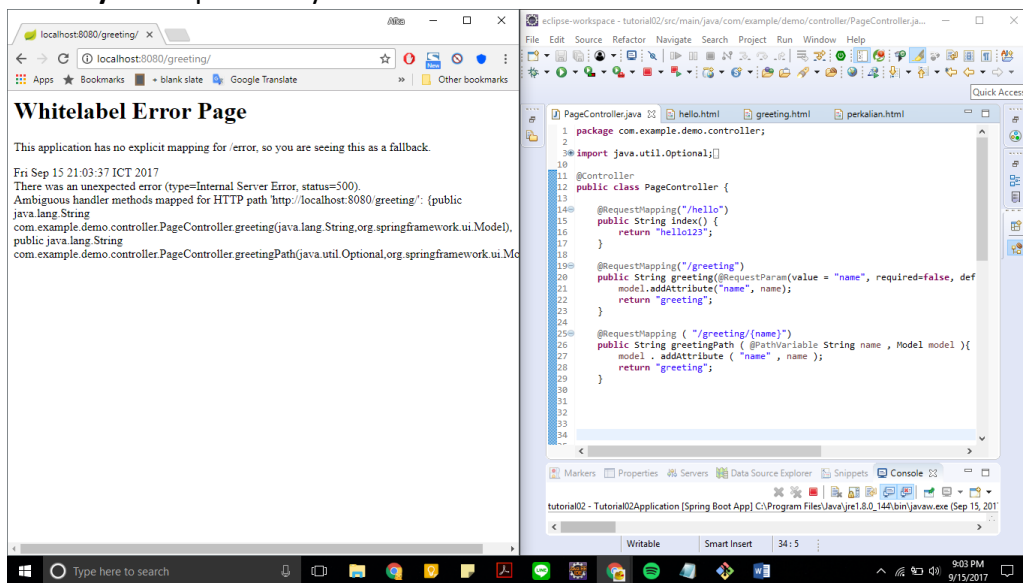 Afika
localhost:8080/greeting/
localhost:8080/greeting/
Apps Bookmarks + blank slate Google Translate » Other bookmarks
New
Whitelabel Error Page
This application has no explicit mapping for /error, so you are seeing this as a fallback.
Fri Sep 15 21:03:37 ICT 2017
There was an unexpected error (type=Internal Server Error, status=500).
Ambiguous handler methods mapped for HTTP path 'http://localhost:8080/greeting/': {public
java.lang.String
com.example.demo.controller.PageController.greeting(java.lang.String,org.springframework.ui.Model),
public java.lang.String
com.example.demo.controller.PageController.greetingPath(java.util.Optional,org.springframework.ui.Mo
eclipse-workspace - tutorial02/src/main/java/com/example/demo/controller/PageController.ja...
File Edit Source Refactor Navigate Search Project Run Window Help
Quick Access
PageController.java hello.html greeting.html perkalian.html
1 package com.example.demo.controller;
2
3 import java.util.Optional;
10
11 @Controller
12 public class PageController {
13
14 @RequestMapping("/hello")
15 public String index() {
16 return "hello123";
17 }
18
19 @RequestMapping("/greeting")
20 public String greeting(@RequestParam(value = "name", required=false, def
21 model.addAttribute("name", name);
22 return "greeting";
23 }
24
25 @RequestMapping ( "/greeting/{name}")
26 public String greetingPath ( @PathVariable String name , Model model ){
27 model . addAttribute ( "name" , name );
28 return "greeting";
29 }
30
31
32
33
34
Markers Properties Servers Data Source Explorer Snippets Console
tutorial02 - Tutorial02Application [Spring Boot App] C:\Program Files\Java\jre1.8.0_144\bin\javaw.exe (Sep 15, 201
Writable Smart Insert 34 : 5
Type here to search
9:03 PM
9/15/2017